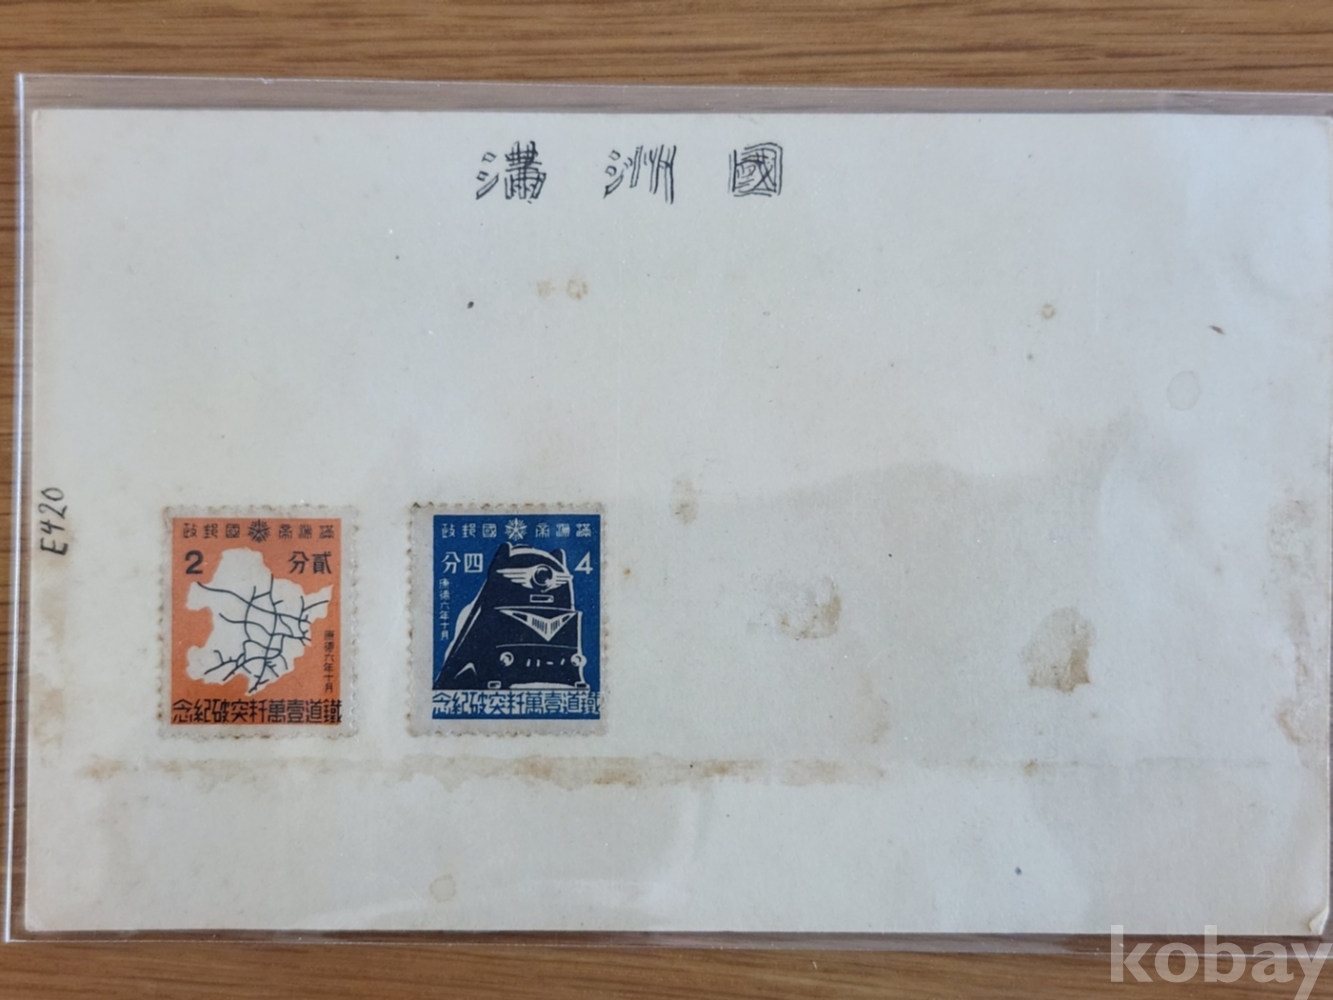 滿洲國
E420
滿洲帝國郵政
2
貳分
康德六年十月
鐵道壹萬粁突破紀念
滿洲帝國郵政
4
四分
康德六年十月
鐵道壹萬粁突破紀念
kobay